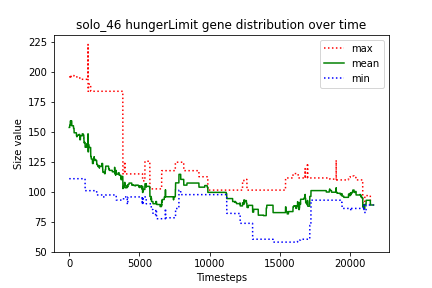 solo_46 hungerLimit gene distribution over time
max
mean
min
Size value
225
200
175
150
125
100
75
50
0
5000
10000
15000
20000
Timesteps